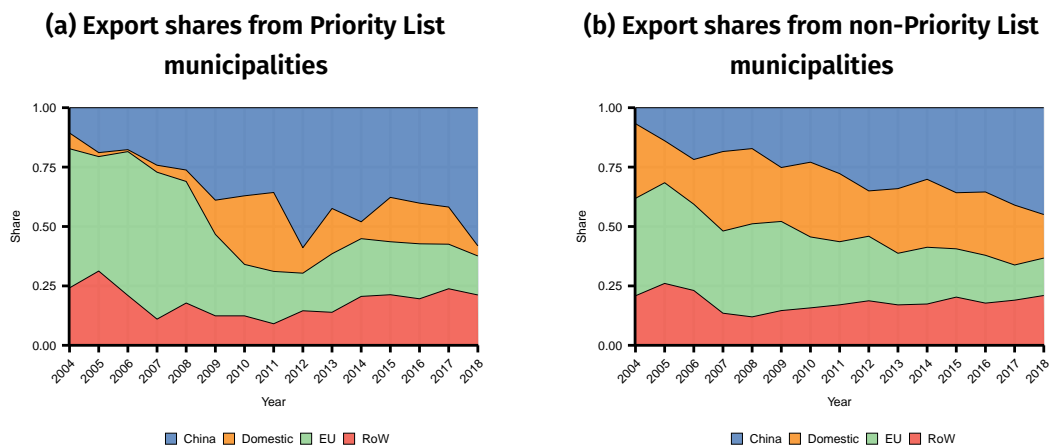 (a) Export shares from Priority List
municipalities
1.00
0.75
0.50
0.25
0.00
Share
2004 2005 2006 2007 2008 2009 2010 2011 2012 2013 2014 2015 2016 2017 2018
Year
China Domestic EU RoW
(b) Export shares from non-Priority List
municipalities
1.00
0.75
0.50
0.25
0.00
Share
2004 2005 2006 2007 2008 2009 2010 2011 2012 2013 2014 2015 2016 2017 2018
Year
China Domestic EU RoW